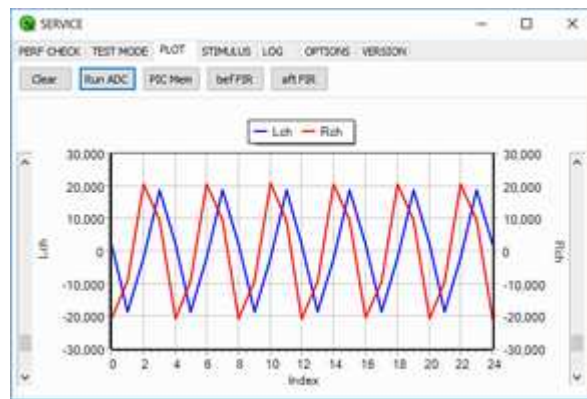 SERVICE
PERF CHECK TEST MODE PLOT STIMULUS LOG OPTIONS VERSION
Clear Run ADC PIC Mem bef FIR aft FIR
Lch Rch
30.000 30.000
20.000 20.000
10.000 10.000
0 0
-10.000 -10.000
-20.000 -20.000
-30.000 -30.000
Lch Rch
0 2 4 6 8 10 12 14 16 18 20 21 22 24
Index